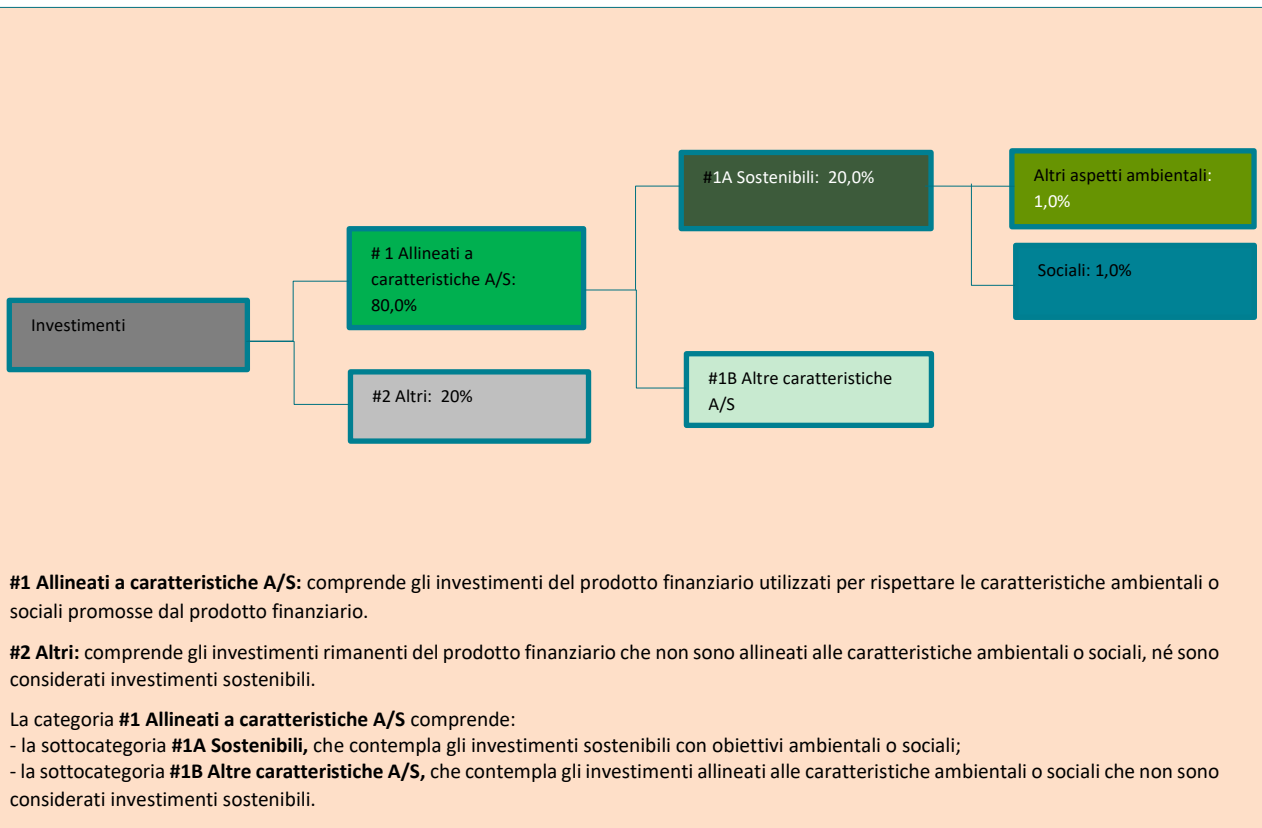 #1A Sostenibili: 20,0%
Altri aspetti ambientali:
1,0%
# 1 Allineati a
caratteristiche A/S:
80,0%
Sociali: 1,0%
Investimenti
#2 Altri: 20%
#1B Altre caratteristiche
A/S
#1 Allineati a caratteristiche A/S: comprende gli investimenti del prodotto finanziario utilizzati per rispettare le caratteristiche ambientali o
sociali promosse dal prodotto finanziario.
#2 Altri: comprende gli investimenti rimanenti del prodotto finanziario che non sono allineati alle caratteristiche ambientali o sociali, né sono
considerati investimenti sostenibili.
La categoria #1 Allineati a caratteristiche A/S comprende:
- la sottocategoria #1A Sostenibili, che contempla gli investimenti sostenibili con obiettivi ambientali o sociali;
- la sottocategoria #1B Altre caratteristiche A/S, che contempla gli investimenti allineati alle caratteristiche ambientali o sociali che non sono
considerati investimenti sostenibili.